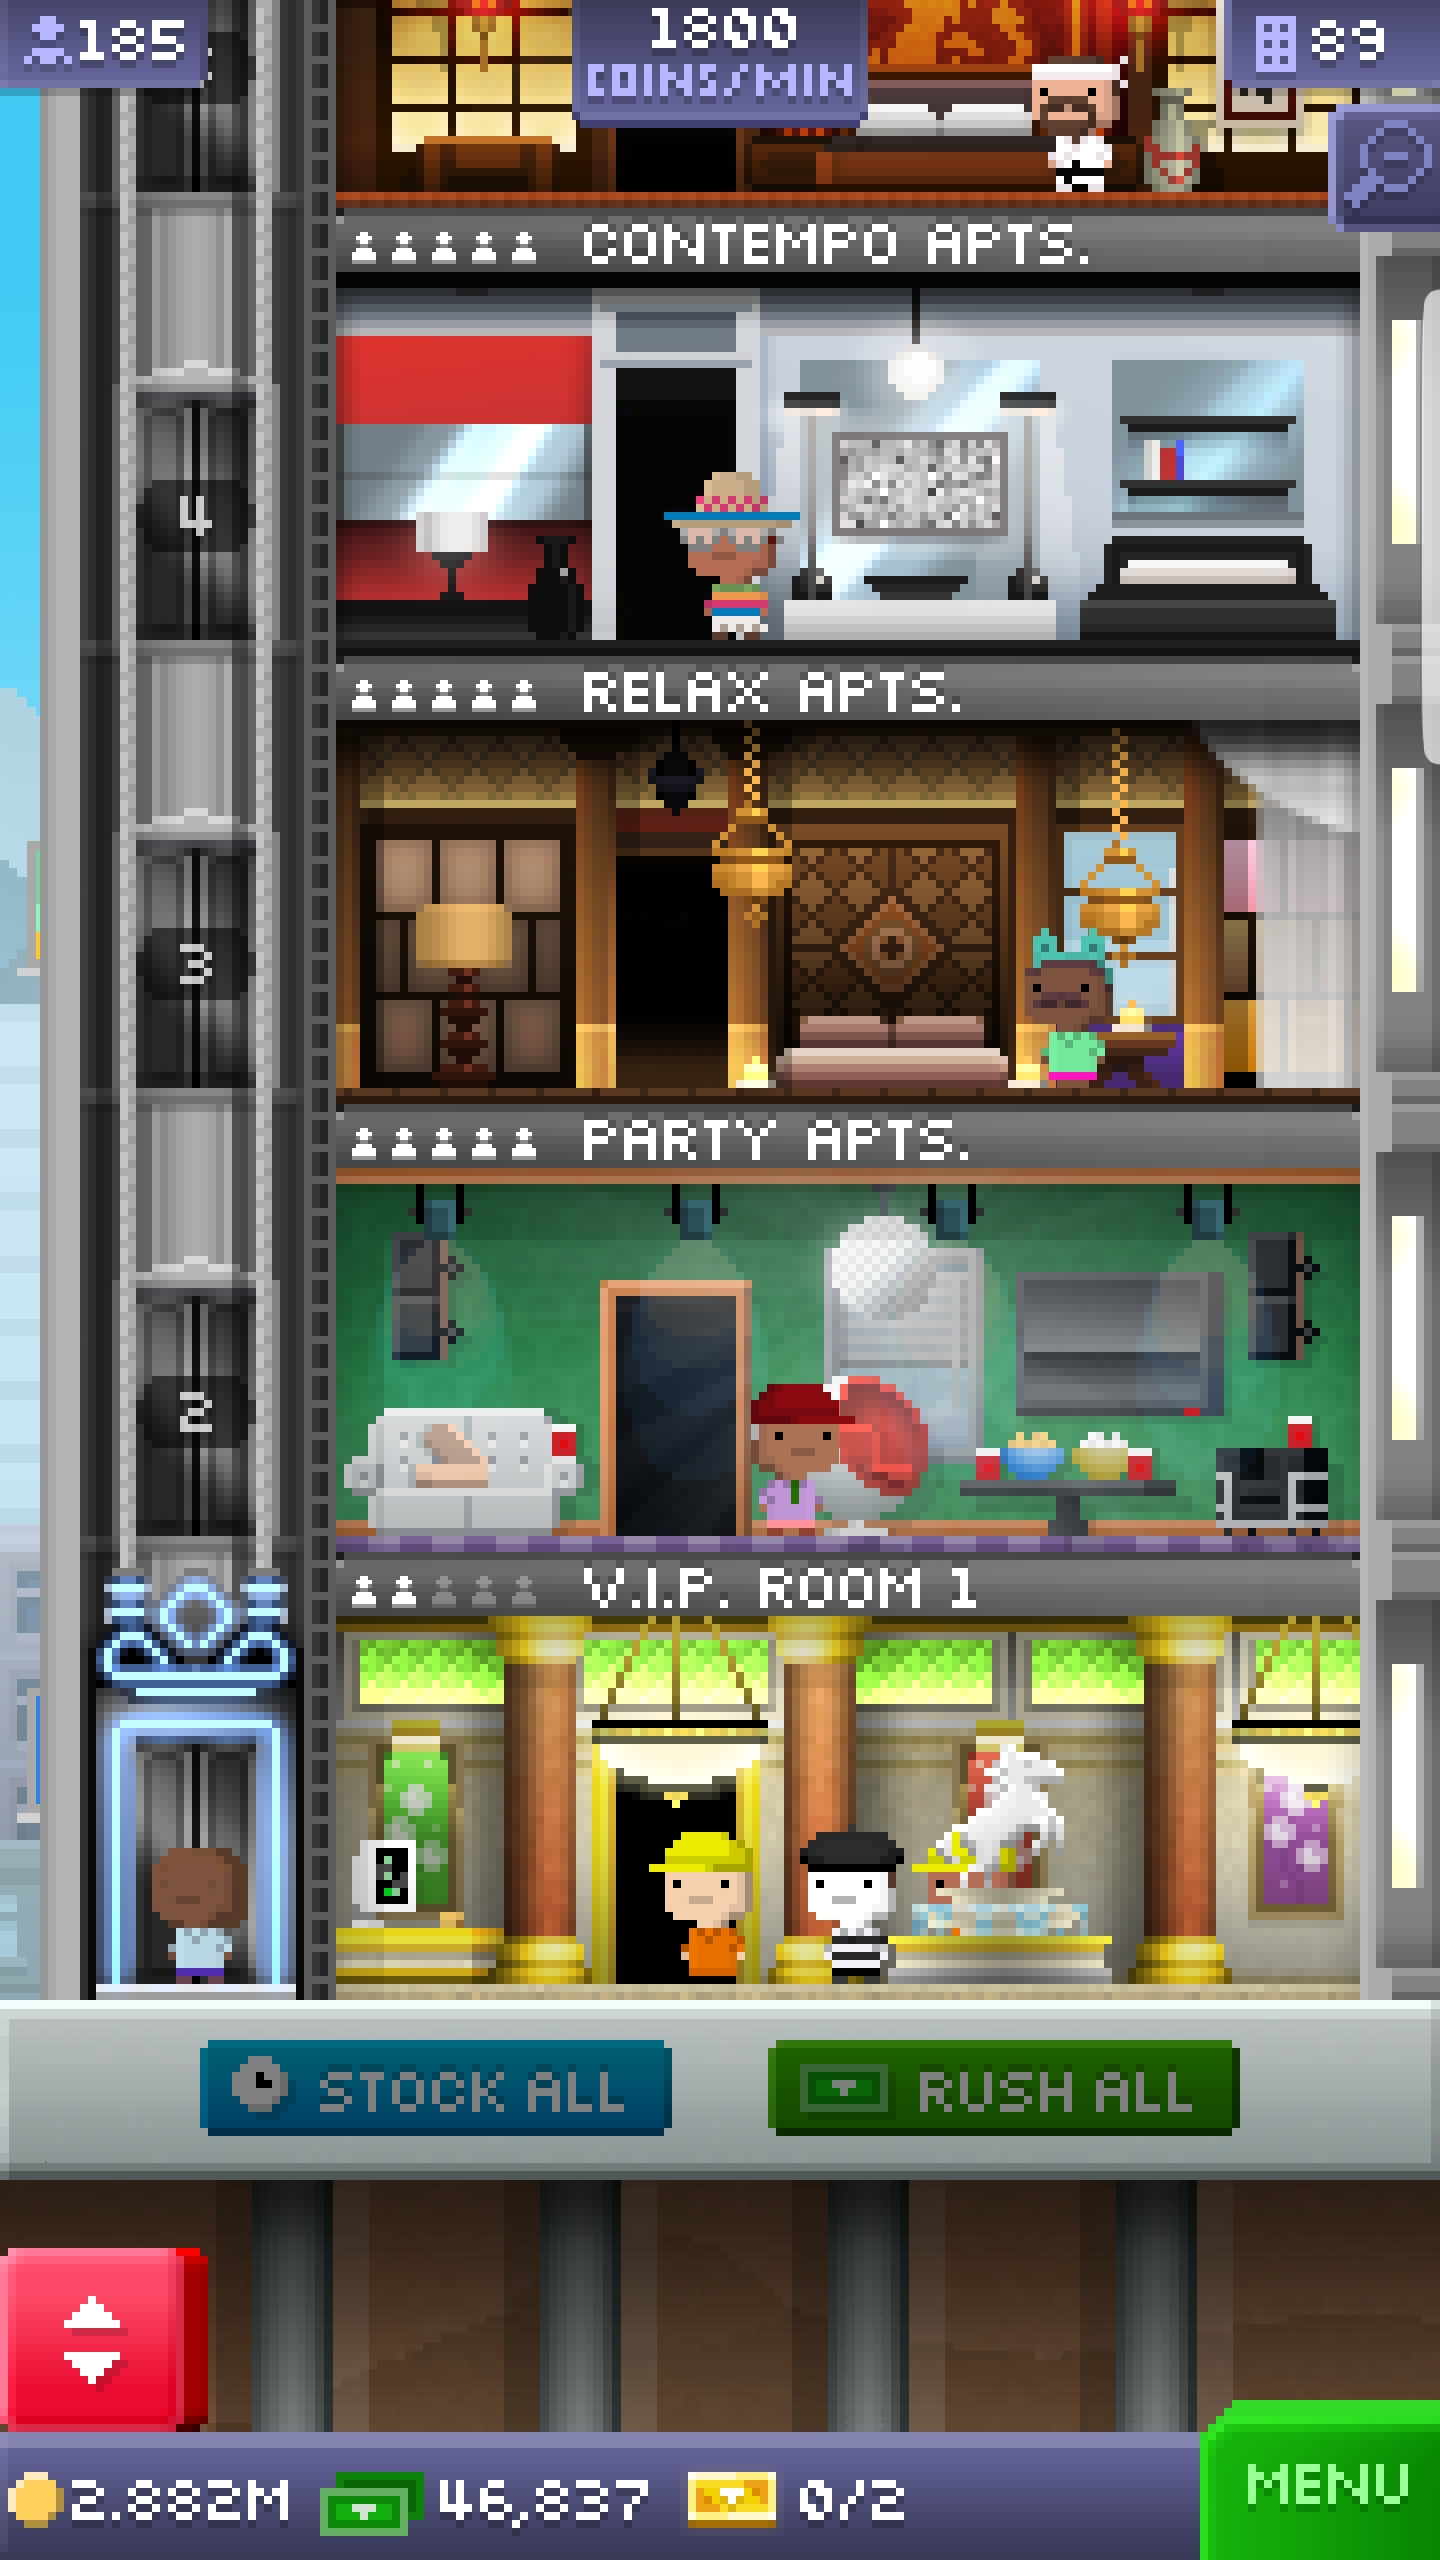 185
1800
COINS/MIN
89
CONTEMPO APTS.
4
RELAX APTS.
3
PARTY APTS.
2
V.I.P. ROOM 1
STOCK ALL
RUSH ALL
2.882M
46,837
0/2
MENU